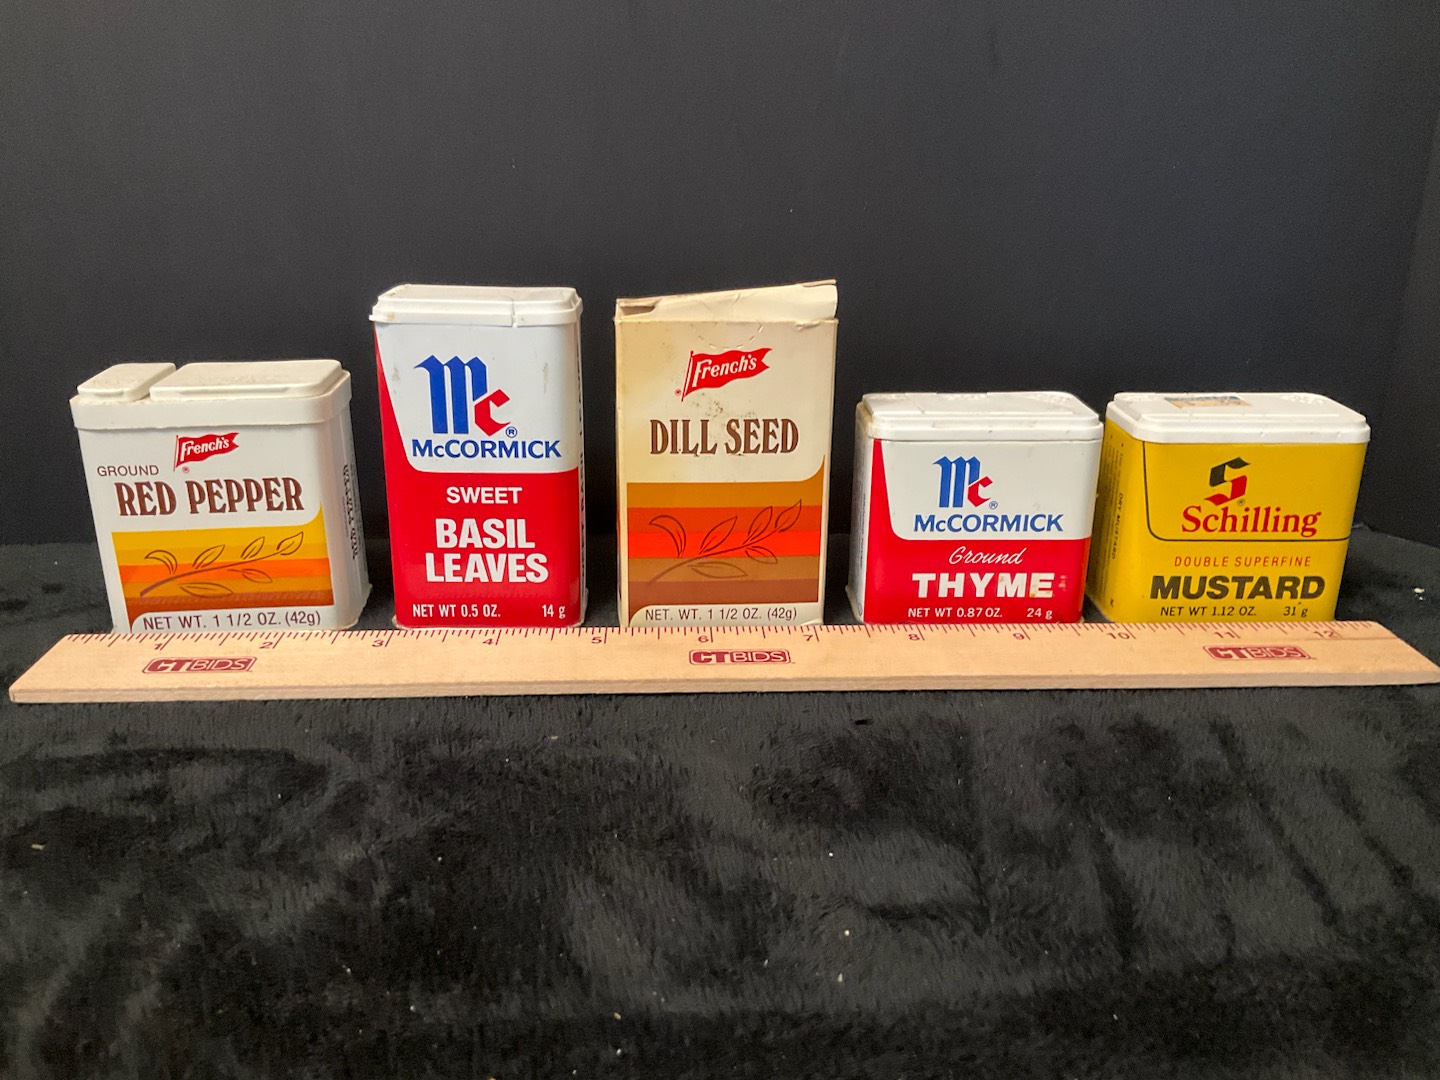 French's
GROUND
RED PEPPER
NET WT. 1 1/2 OZ. (42g)
Mc
McCORMICK
SWEET
BASIL
LEAVES
NET WT 0.5 OZ. 14 g
French's
DILL SEED
NET. WT. 1 1/2 OZ. (42g)
Mc
McCORMICK
Ground
THYME
NET WT 0.87 OZ. 24 g
S
Schilling
DOUBLE SUPERFINE
MUSTARD
NET WT 1.12 OZ. 31 g
1 2 3 4 5 6 7 8 9 10 11 12
CTBIDS CTBIDS CTBIDS